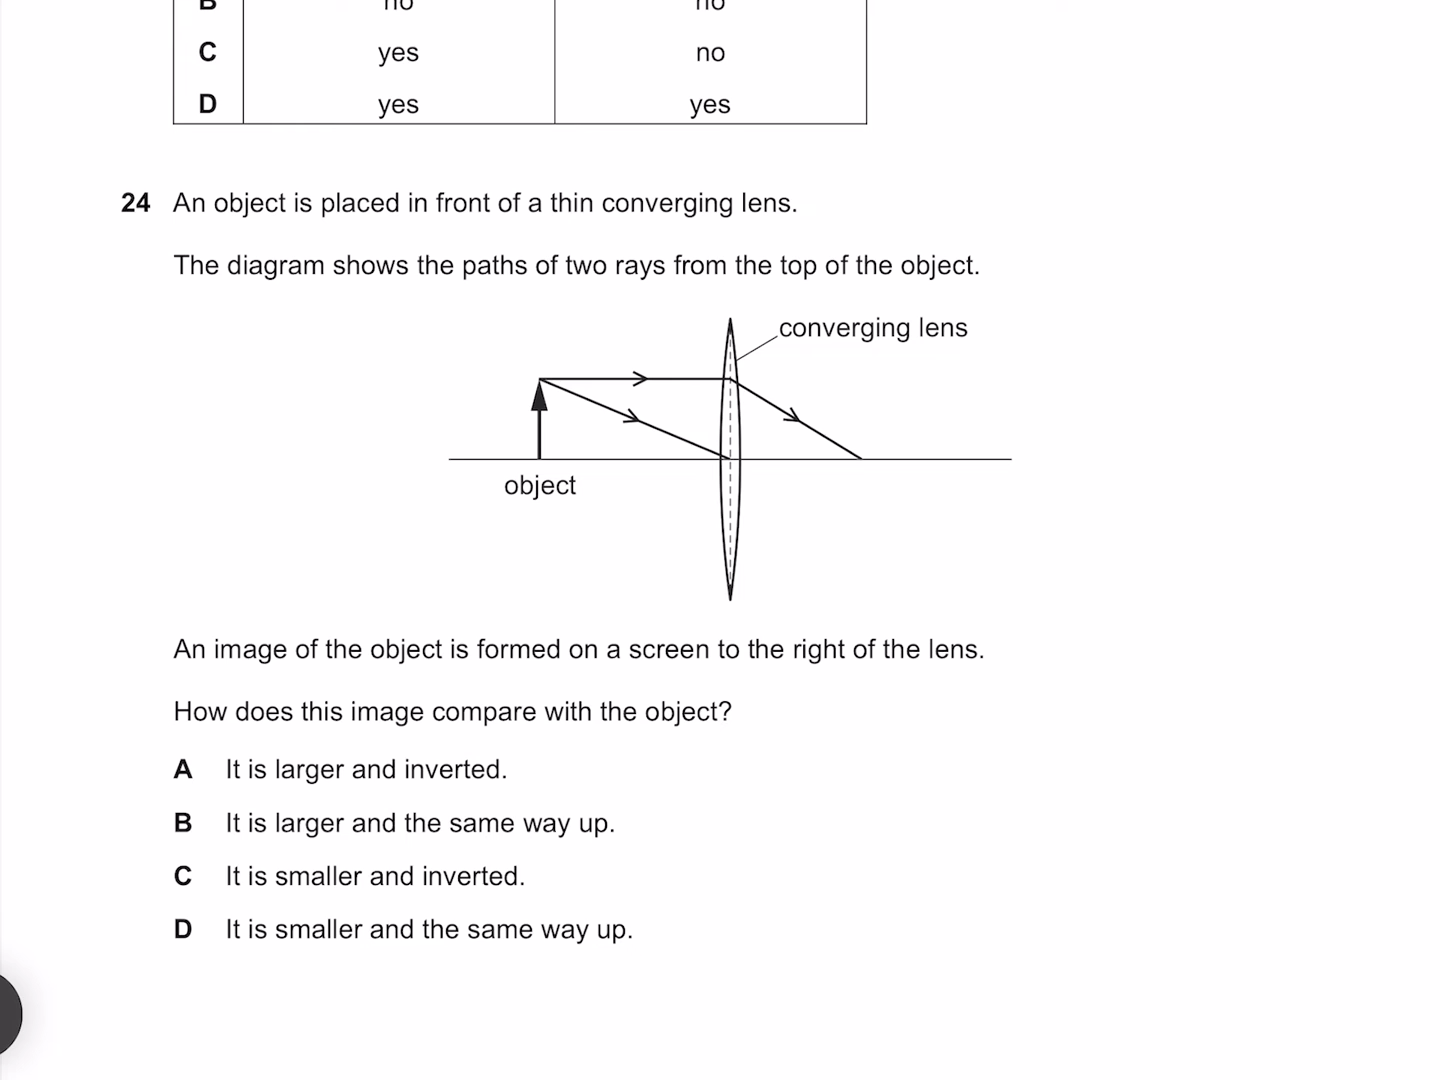 B no no
C yes no
D yes yes
24 An object is placed in front of a thin converging lens.
The diagram shows the paths of two rays from the top of the object.
converging lens
object
An image of the object is formed on a screen to the right of the lens.
How does this image compare with the object?
A It is larger and inverted.
B It is larger and the same way up.
C It is smaller and inverted.
D It is smaller and the same way up.